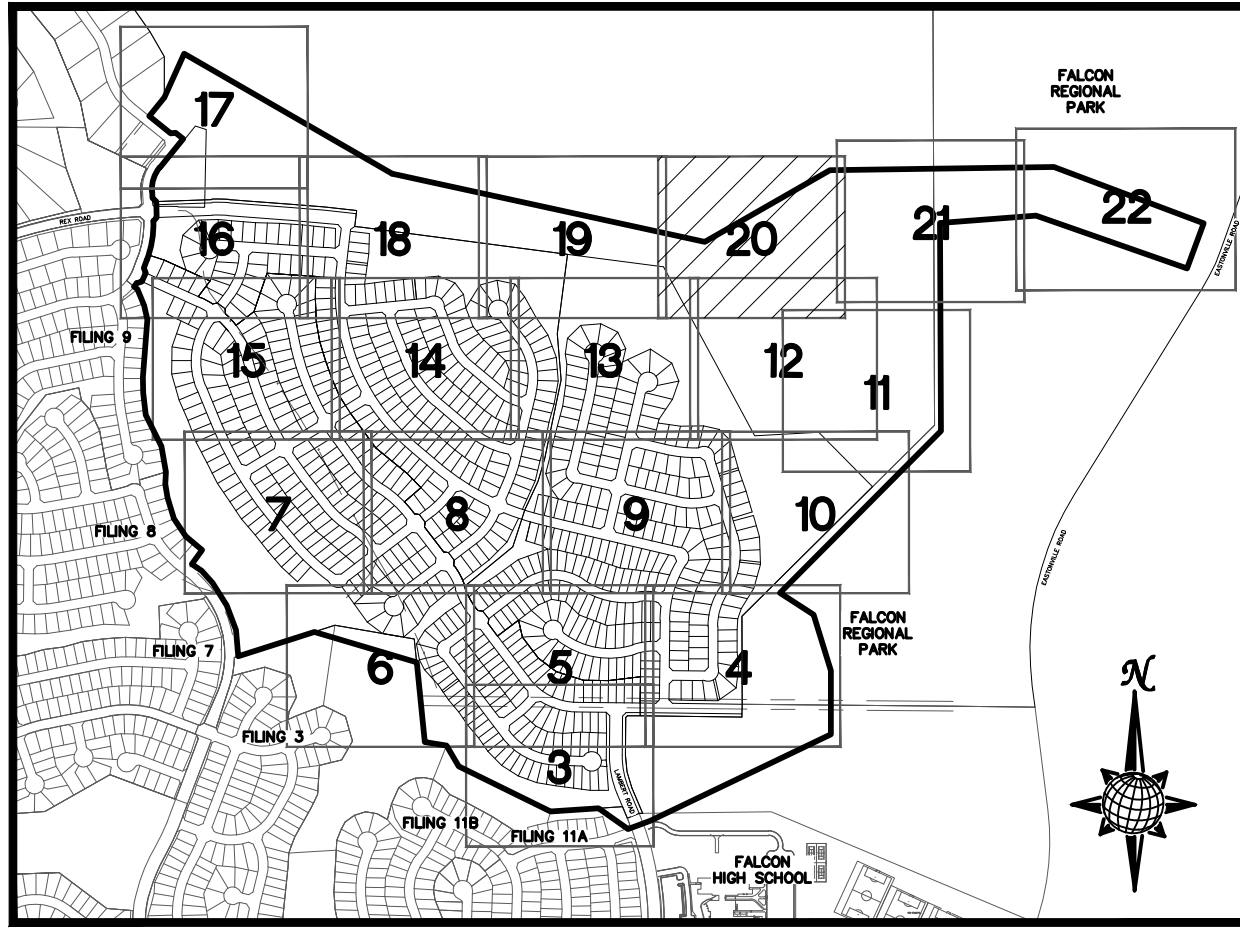 FALCON
REGIONAL
PARK
17
REX ROAD
16
18
19
20
21
22
EASTONVILLE ROAD
FILING 9
15
14
13
12
11
FILING 8
7
8
9
10
EASTONVILLE ROAD
FILING 7
6
5
4
FALCON
REGIONAL
PARK
N
FILING 3
3
LAMBERT ROAD
FILING 11B
FILING 11A
FALCON
HIGH SCHOOL